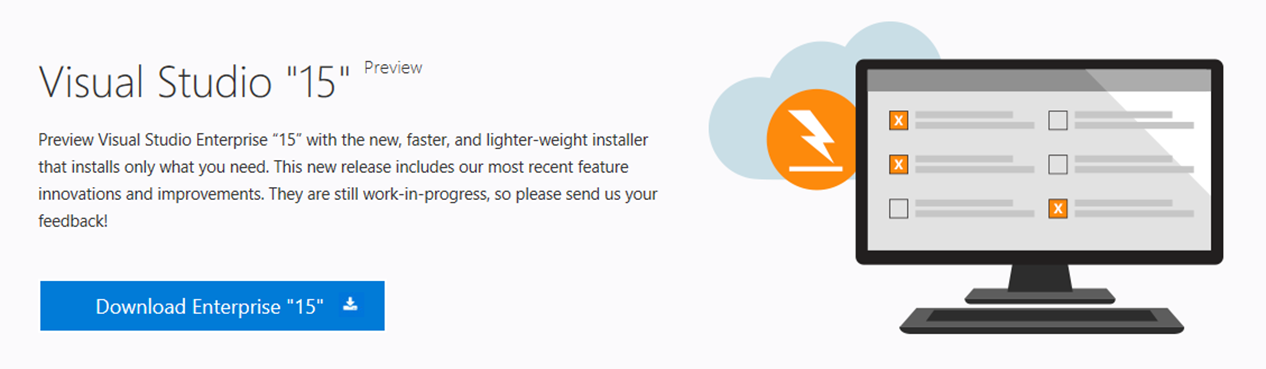 Visual Studio "15" Preview
Preview Visual Studio Enterprise “15” with the new, faster, and lighter-weight installer
that installs only what you need. This new release includes our most recent feature
innovations and improvements. They are still work-in-progress, so please send us your
feedback!
Download Enterprise "15"